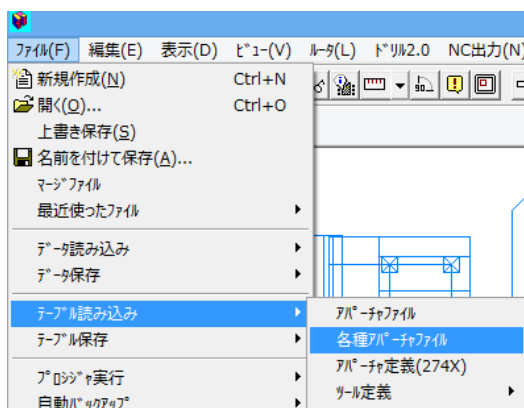 ﾌｧｲﾙ(F) 編集(E) 表示(D) ﾋﾞｭｰ(V) ﾙｰﾀ(L) ﾄﾞﾘﾙ2.0 NC出力(N)
新規作成(N) Ctrl+N
開く(O)... Ctrl+O
上書き保存(S)
名前を付けて保存(A)...
ﾏｰｼﾞﾌｧｲﾙ
最近使ったﾌｧｲﾙ
ﾃﾞｰﾀ読み込み
ﾃﾞｰﾀ保存
ﾃｰﾌﾞﾙ読み込み
ｱﾊﾟｰﾁｬﾌｧｲﾙ
ﾃｰﾌﾞﾙ保存
各種ｱﾊﾟｰﾁｬﾌｧｲﾙ
ｱﾊﾟｰﾁｬ定義(274X)
ﾌﾟﾛｼｼﾞｬ実行
ﾂｰﾙ定義
自動ﾊﾞｯｸｱｯﾌﾟ